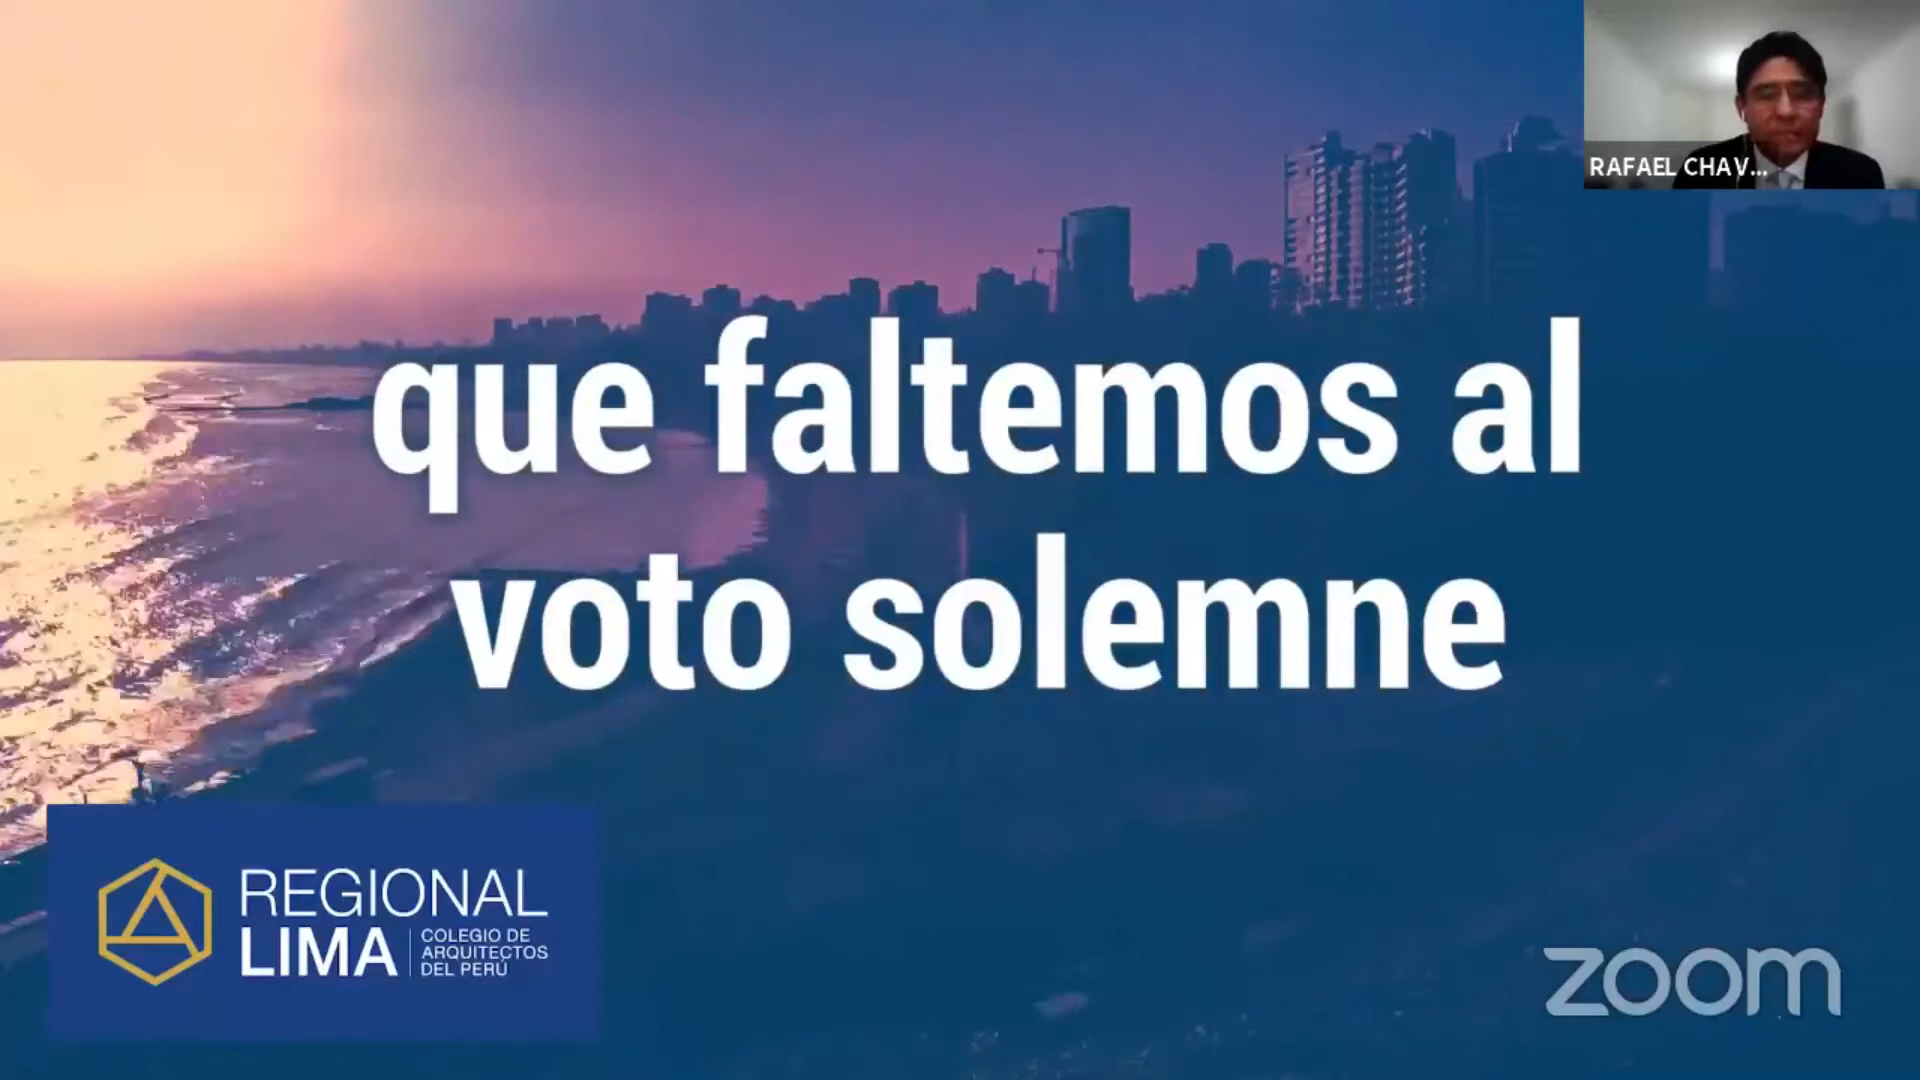 RAFAEL CHAV...
que faltemos al
voto solemne
REGIONAL
LIMA
COLEGIO DE
ARQUITECTOS
DEL PERÚ
zoom